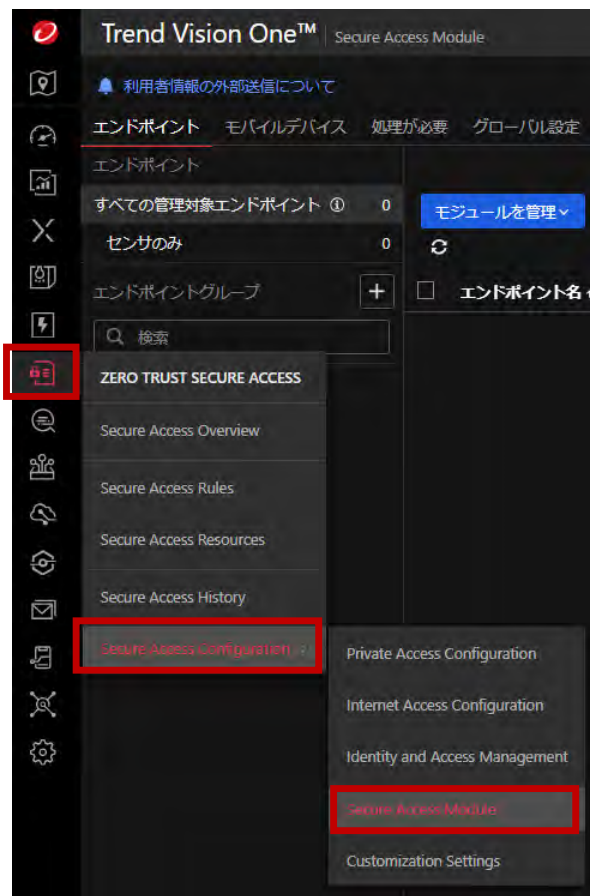 Trend Vision One™ Secure Access Module
利用者情報の外部送信について
エンドポイント モバイルデバイス 処理が必要 グローバル設定
エンドポイント
すべての管理対象エンドポイント 0
モジュールを管理
センサのみ 0
エンドポイントグループ
エンドポイント名
検索
ZERO TRUST SECURE ACCESS
Secure Access Overview
Secure Access Rules
Secure Access Resources
Secure Access History
Secure Access Configuration
Private Access Configuration
Internet Access Configuration
Identity and Access Management
Secure Access Module
Customization Settings